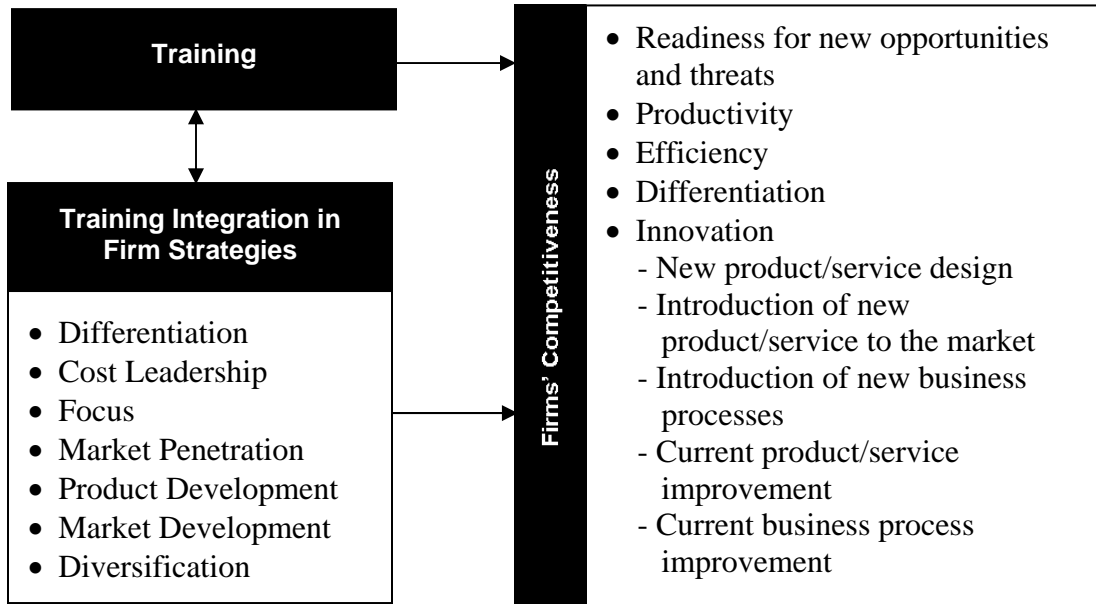 Training
Training Integration in
Firm Strategies
• Differentiation
• Cost Leadership
• Focus
• Market Penetration
• Product Development
• Market Development
• Diversification
Firms’ Competitiveness
• Readiness for new opportunities
and threats
• Productivity
• Efficiency
• Differentiation
• Innovation
- New product/service design
- Introduction of new
product/service to the market
- Introduction of new business
processes
- Current product/service
improvement
- Current business process
improvement